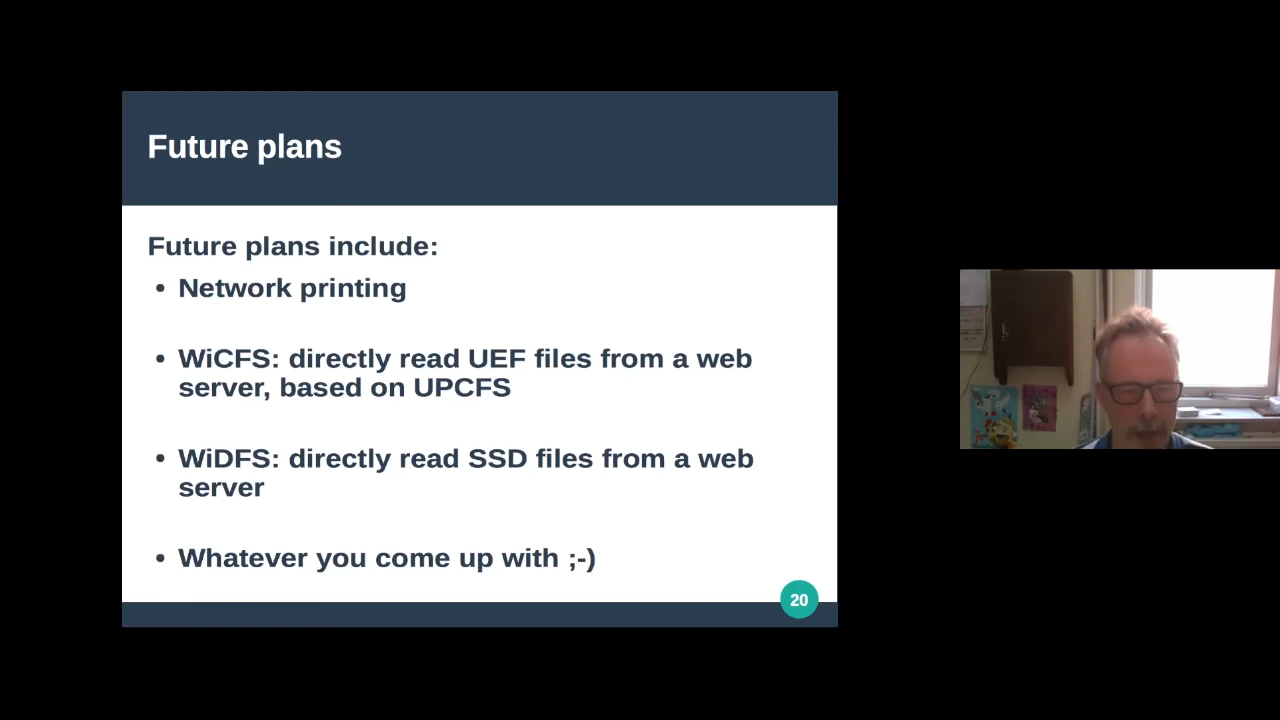 Future plans
Future plans include:
• Network printing
• WiCFS: directly read UEF files from a web
server, based on UPCFS
• WiDFS: directly read SSD files from a web
server
• Whatever you come up with ;-)
20